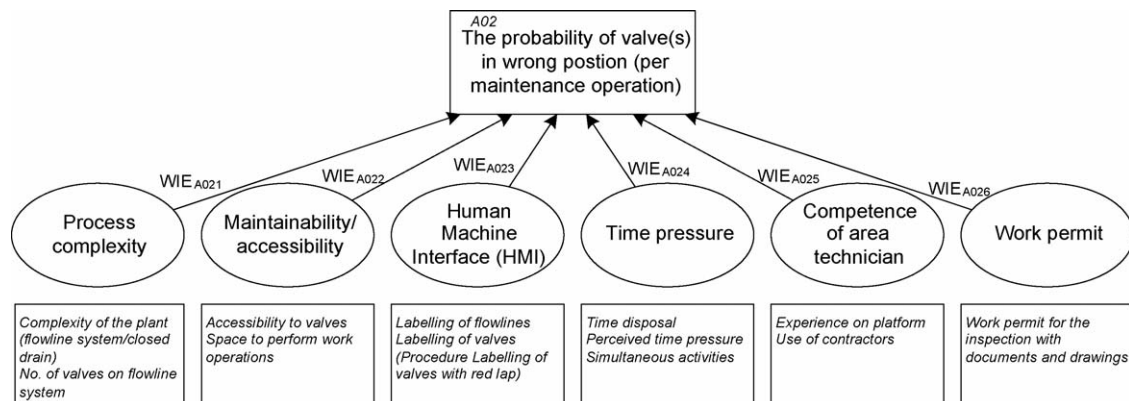 A02
The probability of valve(s)
in wrong postion (per
maintenance operation)
WIEA021
WIEA022
WIEA023
WIEA024
WIEA025
WIEA026
Process
complexity
Maintainability/
accessibility
Human
Machine
Interface (HMI)
Time pressure
Competence
of area
technician
Work permit
Complexity of the plant
(flowline system/closed
drain)
No. of valves on flowline
system
Accessibility to valves
Space to perform work
operations
Labelling of flowlines
Labelling of valves
(Procedure Labelling of
valves with red lap)
Time disposal
Perceived time pressure
Simultaneous activities
Experience on platform
Use of contractors
Work permit for the
inspection with
documents and drawings